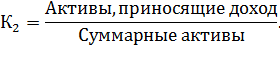 К₂ = Активы, приносящие доход
Суммарные активы.